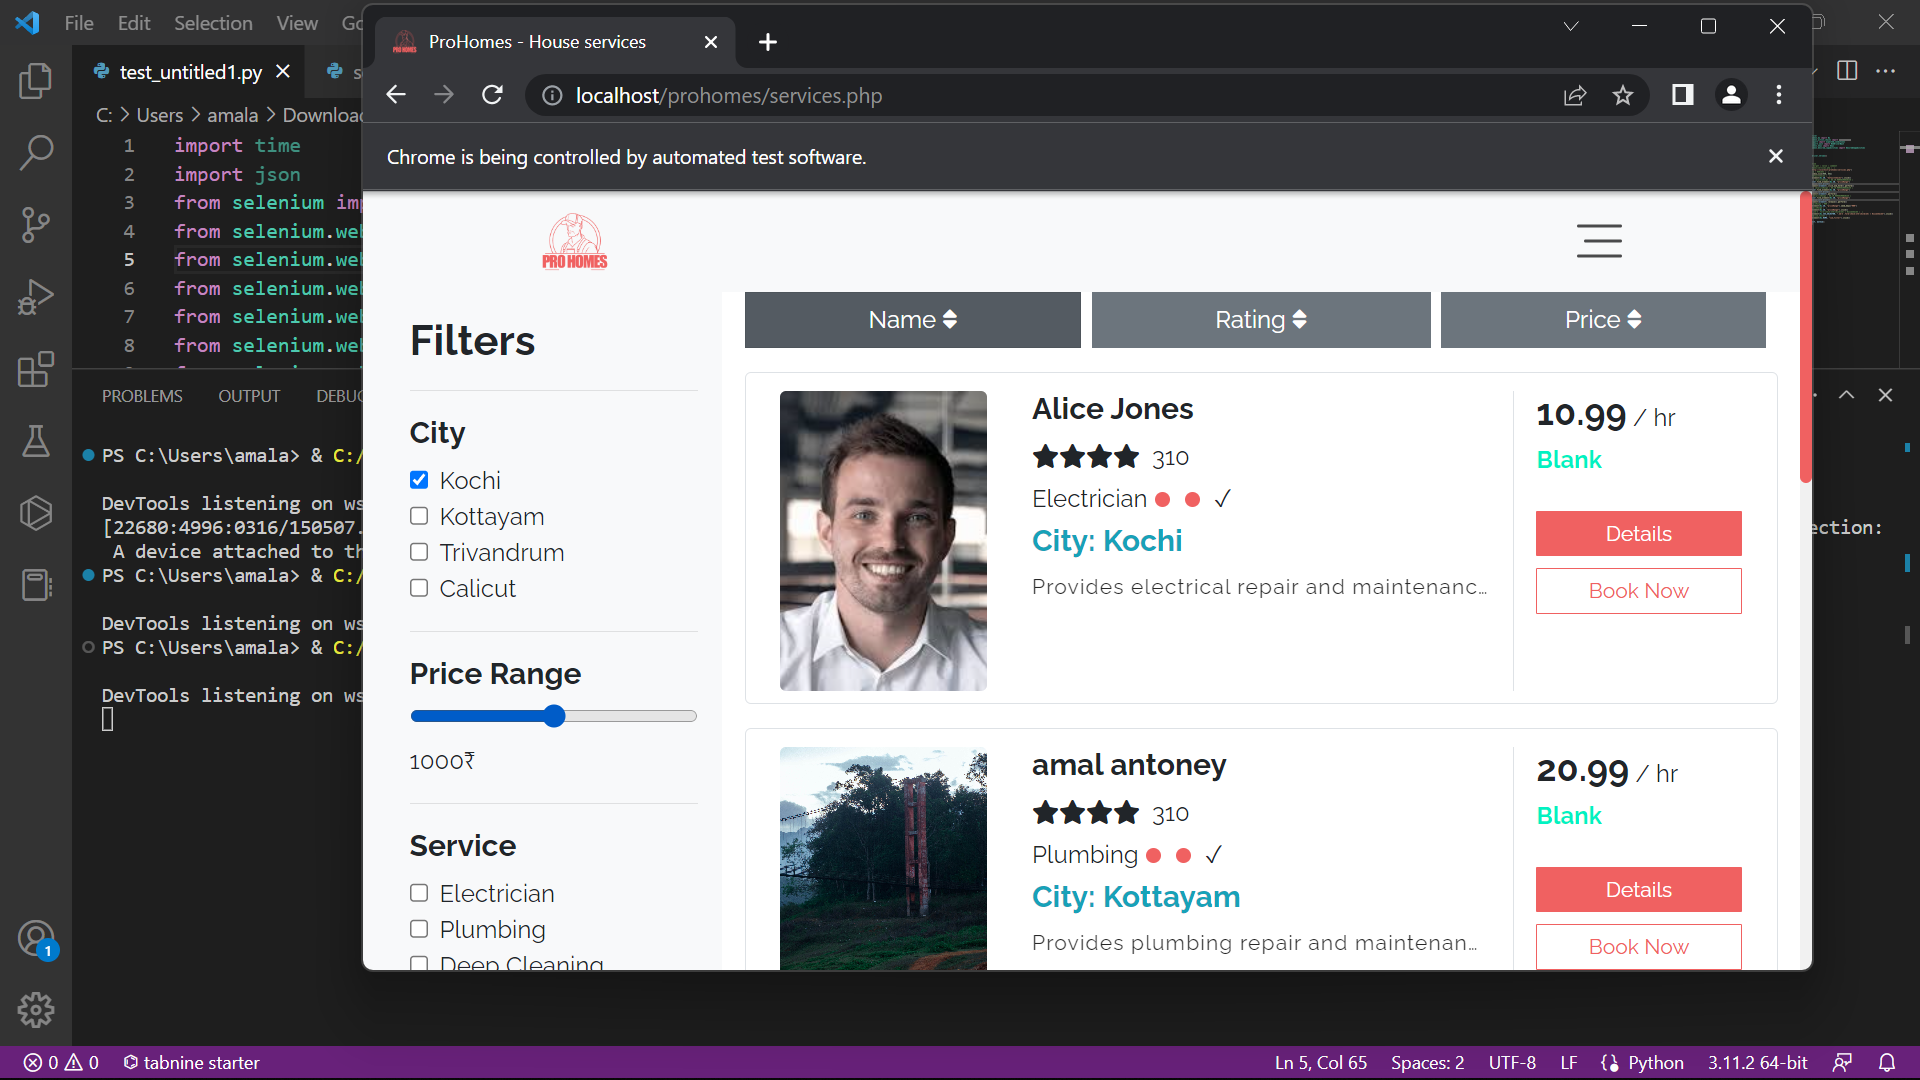 File Edit Selection View Go
test_untitled1.py
C: > Users > amala > Downloa
1 import time
2 import json
3 from selenium imp
4 from selenium.we
5 from selenium.we
6 from selenium.we
7 from selenium.we
8 from selenium.we
PROBLEMS OUTPUT DEBUG
PS C:\Users\amala> & C:/
DevTools listening on ws
[22680:4996:0316/150507.
A device attached to th
ection:
PS C:\Users\amala> & C:/
DevTools listening on ws
PS C:\Users\amala> & C:/
DevTools listening on ws
1
0 0 tabnine starter
Ln 5, Col 65 Spaces: 2 UTF-8 LF Python 3.11.2 64-bit
ProHomes - House services
localhost/prohomes/services.php
Chrome is being controlled by automated test software.
PRO HOMES
Filters
City
Kochi
Kottayam
Trivandrum
Calicut
Price Range
1000₹
Service
Electrician
Plumbing
Deep Cleaning
Name Rating Price
Alice Jones
310
Electrician ✓
City: Kochi
Provides electrical repair and maintenanc...
10.99 / hr
Blank
Details
Book Now
amal antoney
310
Plumbing ✓
City: Kottayam
Provides plumbing repair and maintenan...
20.99 / hr
Blank
Details
Book Now